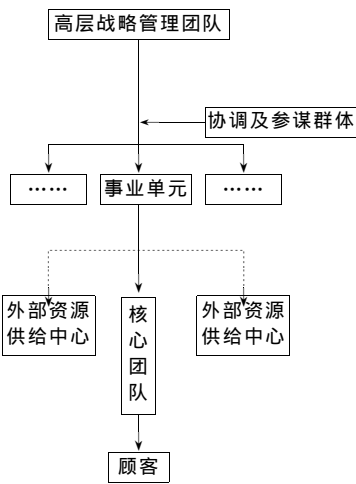 高层战略管理团队
协调及参谋群体
……
事业单元
……
外部资源
供给中心
核
心
团
队
外部资源
供给中心
顾客